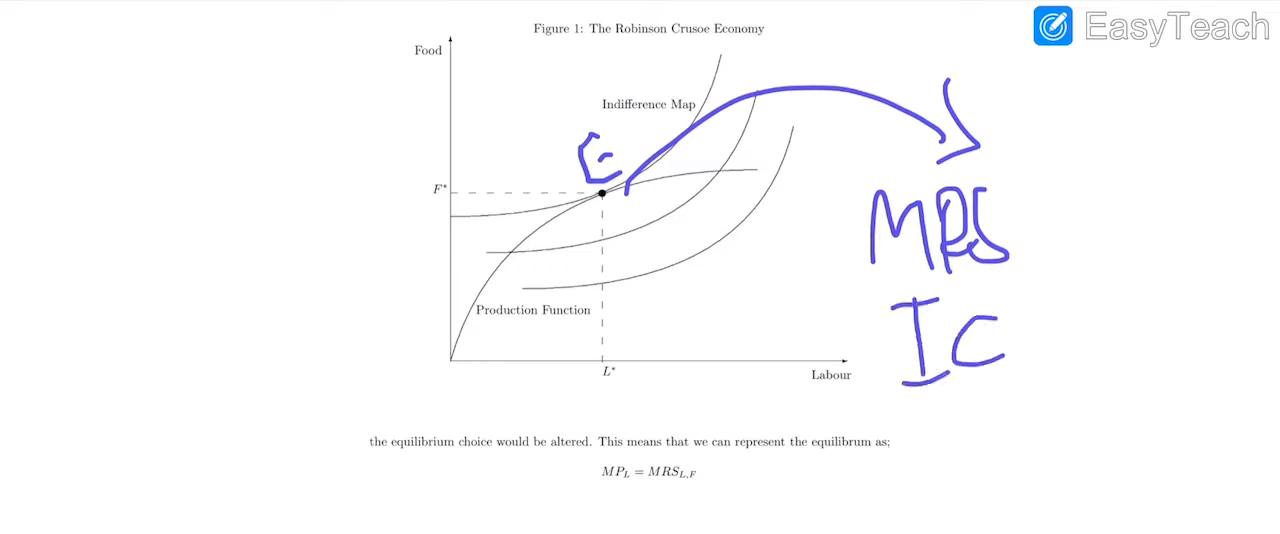 EasyTeach
Figure 1: The Robinson Crusoe Economy
Food
Indifference Map
E
F*
MRS
IC
Production Function
L*
Labour
the equilibrium choice would be altered. This means that we can represent the equilibrum as;
MP_L = MRS_{L,F}